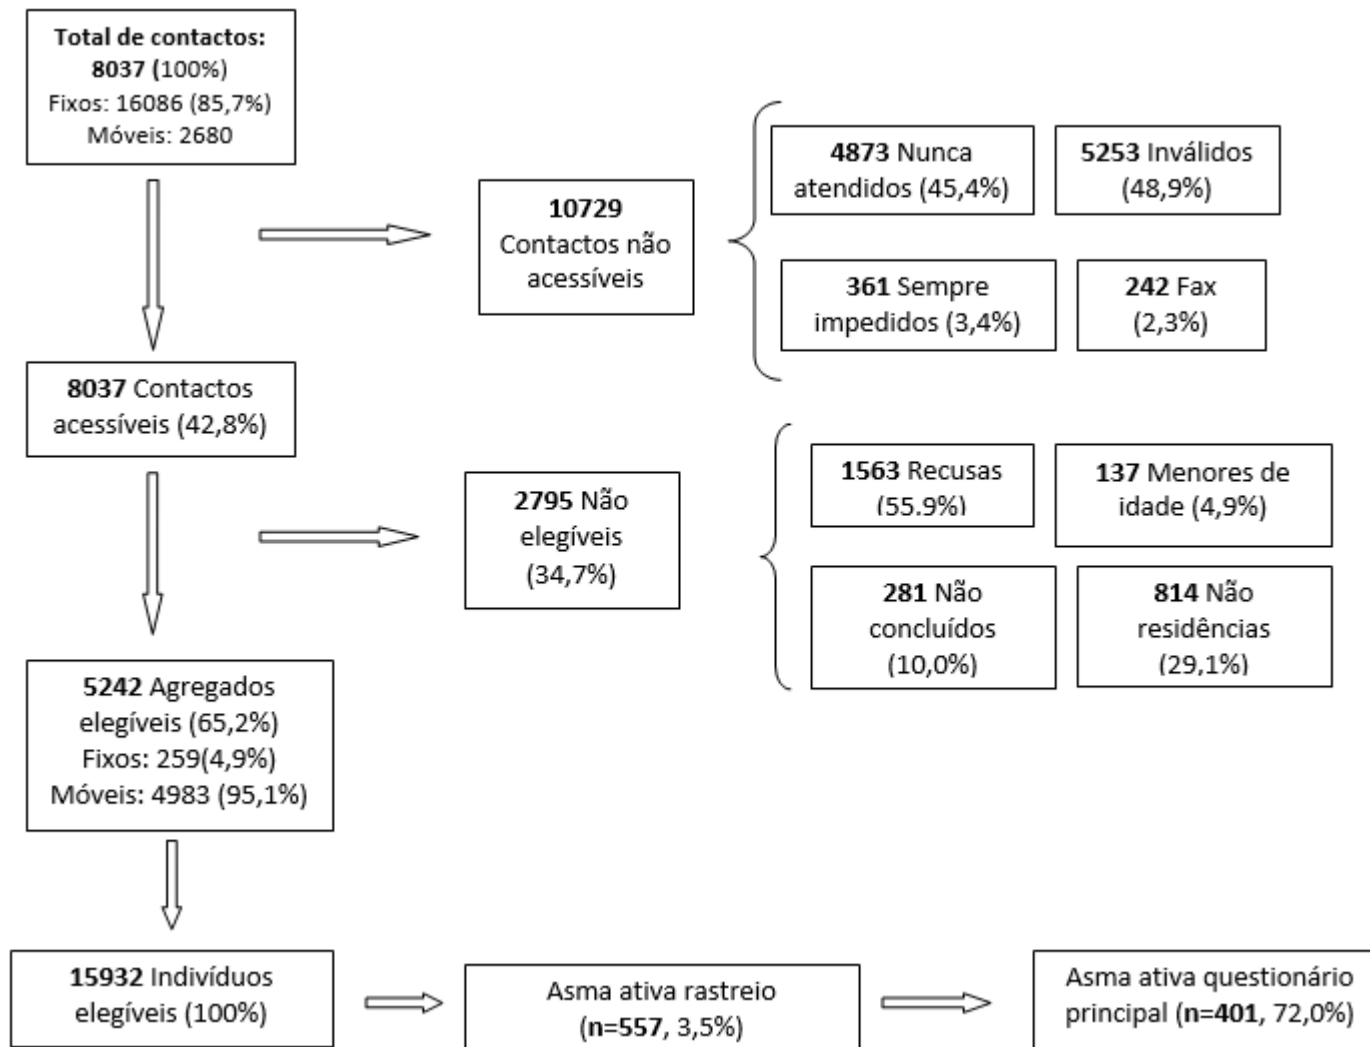 Total de contactos:
8037 (100%)
Fixos: 16086 (85,7%)
Móveis: 2680
10729
Contactos não
acessíveis
4873 Nunca
atendidos (45,4%)
5253 Inválidos
(48,9%)
361 Sempre
impedidos (3,4%)
242 Fax
(2,3%)
8037 Contactos
acessíveis (42,8%)
2795 Não
elegíveis
(34,7%)
1563 Recusas
(55.9%)
137 Menores de
idade (4,9%)
281 Não
concluídos
(10,0%)
814 Não
residências
(29,1%)
5242 Agregados
elegíveis (65,2%)
Fixos: 259(4,9%)
Móveis: 4983 (95,1%)
15932 Indivíduos
elegíveis (100%)
Asma ativa rastreio
(n=557, 3,5%)
Asma ativa questionário
principal (n=401, 72,0%)